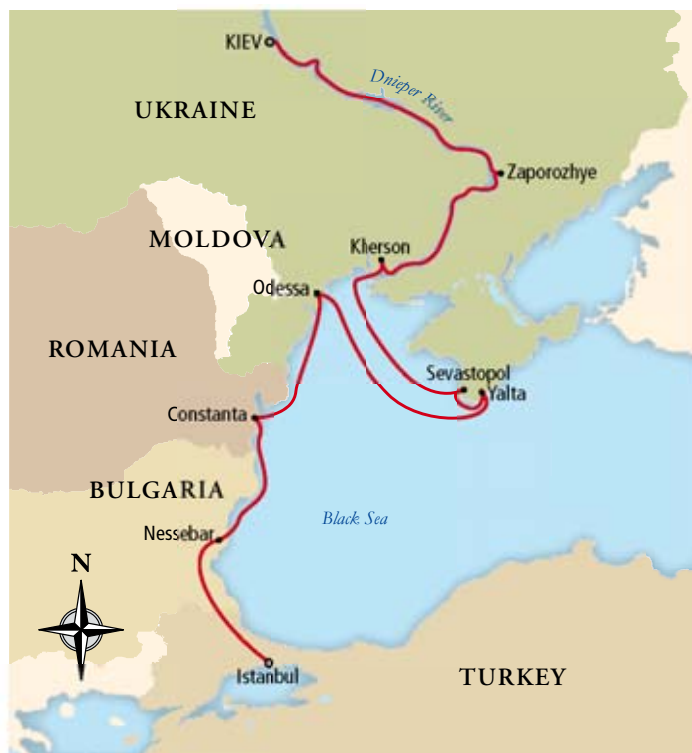 KIEV
Dnieper River
UKRAINE
Zaporozhye
MOLDOVA
Kherson
Odessa
ROMANIA
Sevastopol
Yalta
Constanta
BULGARIA
Black Sea
Nessebar
N
Istanbul
TURKEY